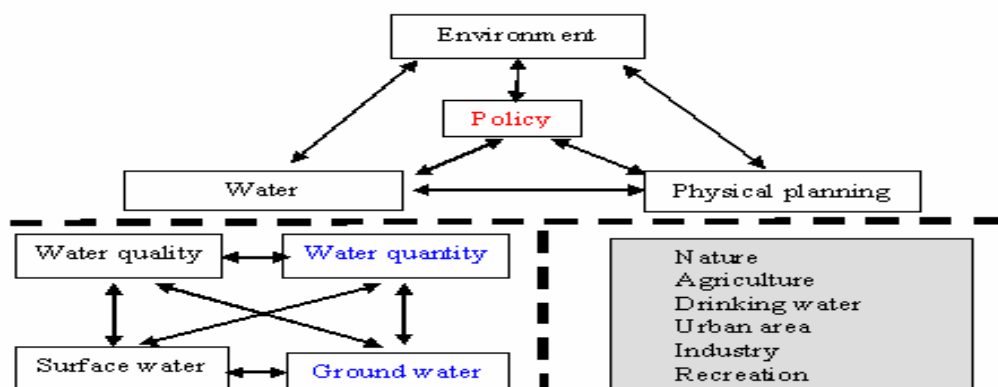 Environment
Policy
Water
Physical planning
Water quality
Water quantity
Surface water
Ground water
Nature
Agriculture
Drinking water
Urban area
Industry
Recreation